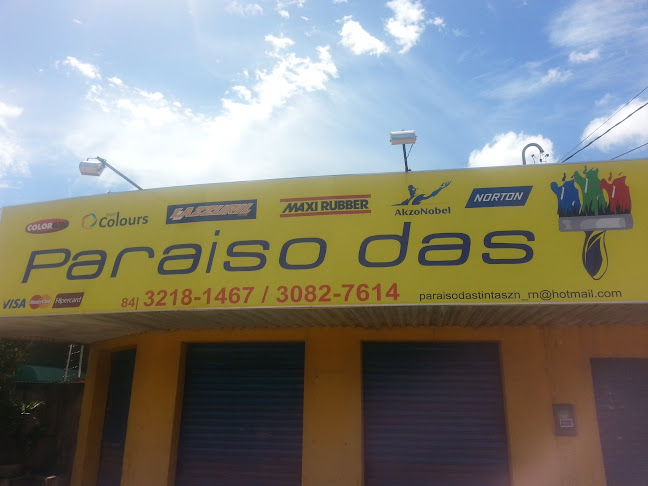 COLOR
Colours
LAZZURIL
MAXI RUBBER
AkzoNobel
NORTON
Paraiso das
VISA MasterCard Hipercard
84| 3218-1467 / 3082-7614
paraisodastintaszn_rn@hotmail.com